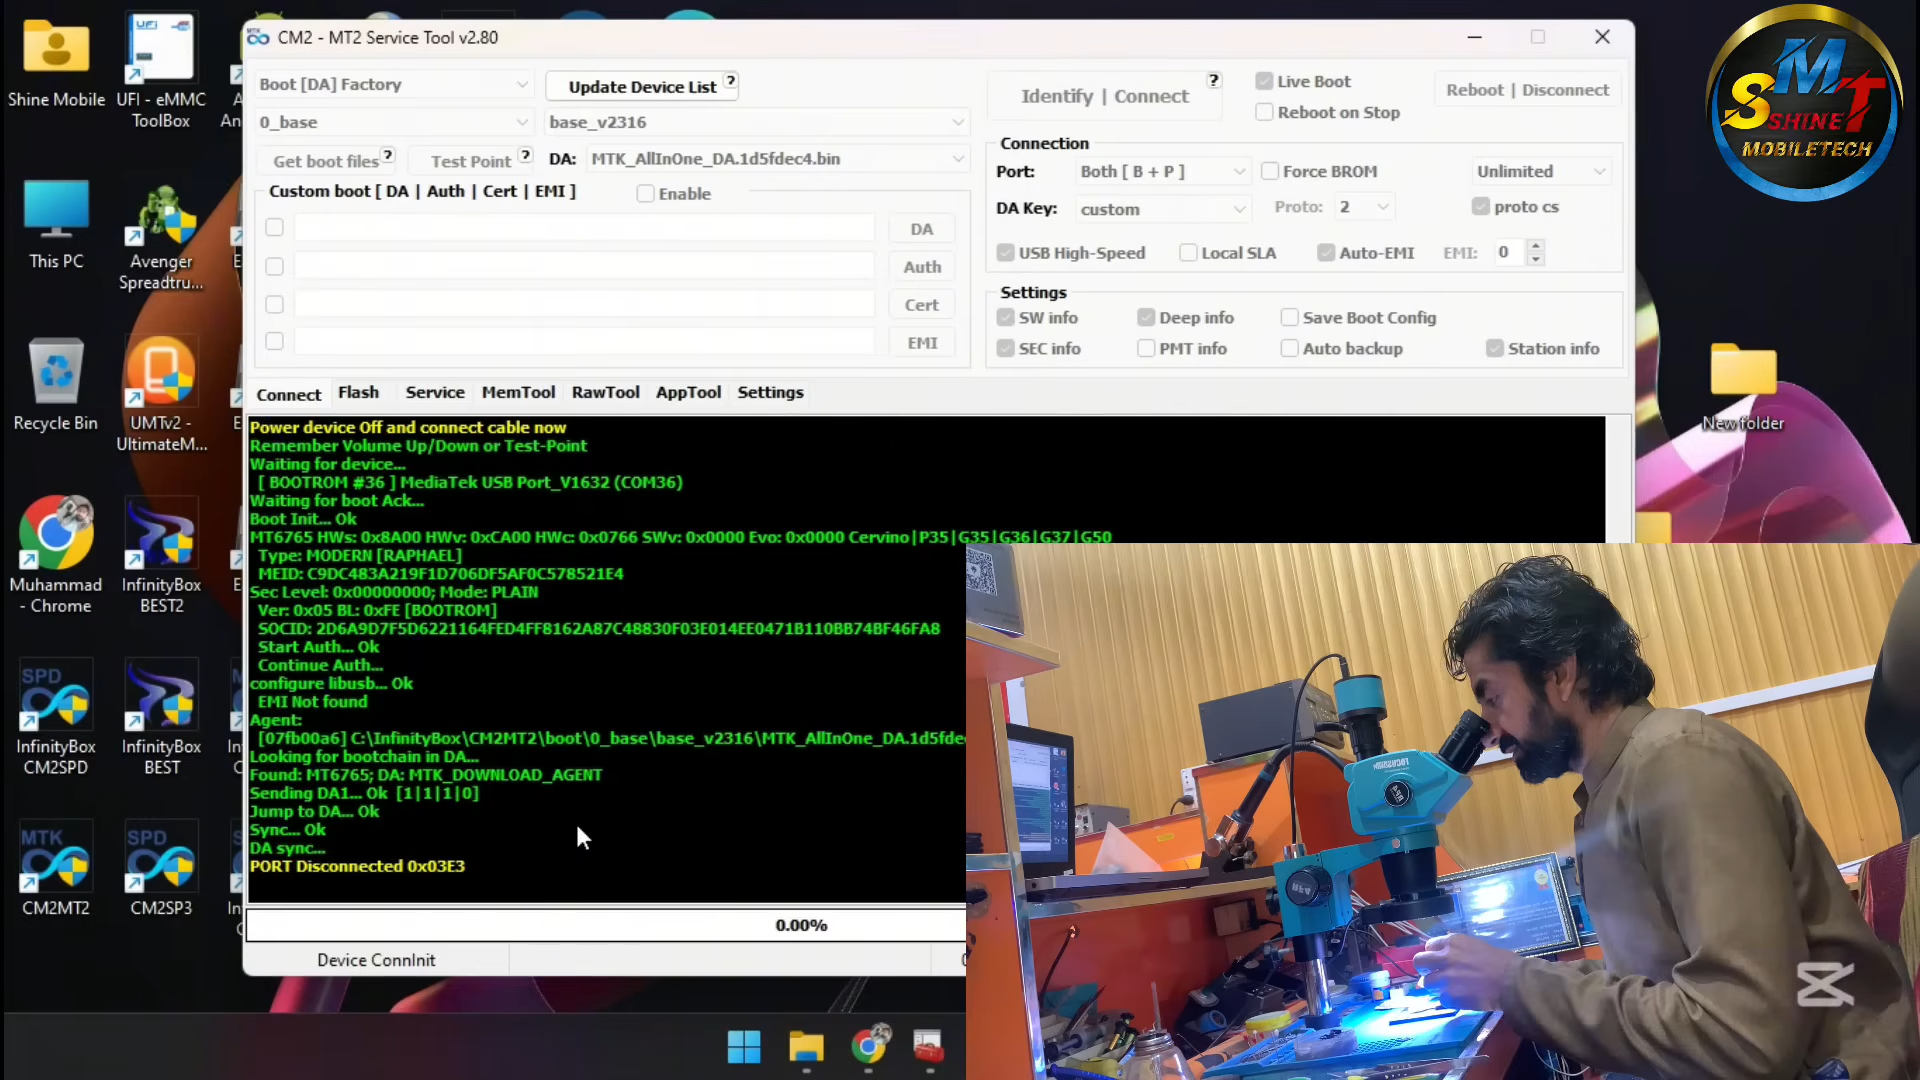 CM2 - MT2 Service Tool v2.80
Boot [DA] Factory
Update Device List
?
0_base
base_v2316
Get boot files
?
Test Point
?
DA:
MTK_AllInOne_DA.1d5fdec4.bin
Custom boot [ DA | Auth | Cert | EMI ]
Enable
DA
Auth
Cert
EMI
Identify | Connect
?
Live Boot
Reboot on Stop
Reboot | Disconnect
Connection
Port:
Both [ B + P ]
Force BROM
Unlimited
DA Key:
custom
Proto:
2
proto cs
USB High-Speed
Local SLA
Auto-EMI
EMI:
0
Settings
SW info
Deep info
Save Boot Config
SEC info
PMT info
Auto backup
Station info
Connect
Flash
Service
MemTool
RawTool
AppTool
Settings
Power device Off and connect cable now
Remember Volume Up/Down or Test-Point
Waiting for device...
[ BOOTROM #36 ] MediaTek USB Port_V1632 (COM36)
Waiting for boot Ack...
Boot Init... Ok
MT6765 HWs: 0x8A00 HWv: 0xCA00 HWc: 0x0766 SWv: 0x0000 Evo: 0x0000 Cervino|P35|G35|G36|G37|G50
Type: MODERN [RAPHAEL]
MEID: C9DC483A219F1D706DF5AF0C578521E4
Sec Level: 0x00000000; Mode: PLAIN
Ver: 0x05 BL: 0xFE [BOOTROM]
SOCID: 2D6A9D7F5D6221164FED4FF8162A87C48830F03E014EE0471B110BB74BF46FA8
Start Auth... Ok
Continue Auth...
configure libusb... Ok
EMI Not found
Agent:
[07fb00a6] C:\InfinityBox\CM2MT2\boot\0_base\base_v2316\MTK_AllInOne_DA.1d5fdec
Looking for bootchain in DA...
Found: MT6765; DA: MTK_DOWNLOAD_AGENT
Sending DA1... Ok [1|1|1|0]
Jump to DA... Ok
Sync... Ok
DA sync...
PORT Disconnected 0x03E3
0.00%
Device ConnInit
Shine Mobile
UFi
UFI - eMMC
ToolBox
This PC
Avenger
Spreadtru...
Recycle Bin
UMTv2 -
UltimateM...
Muhammad
- Chrome
InfinityBox
BEST2
SPD
InfinityBox
CM2SPD
InfinityBox
BEST
MTK
CM2MT2
SPD
CM2SP3
New folder
SMT
SHINE
MOBILETECH